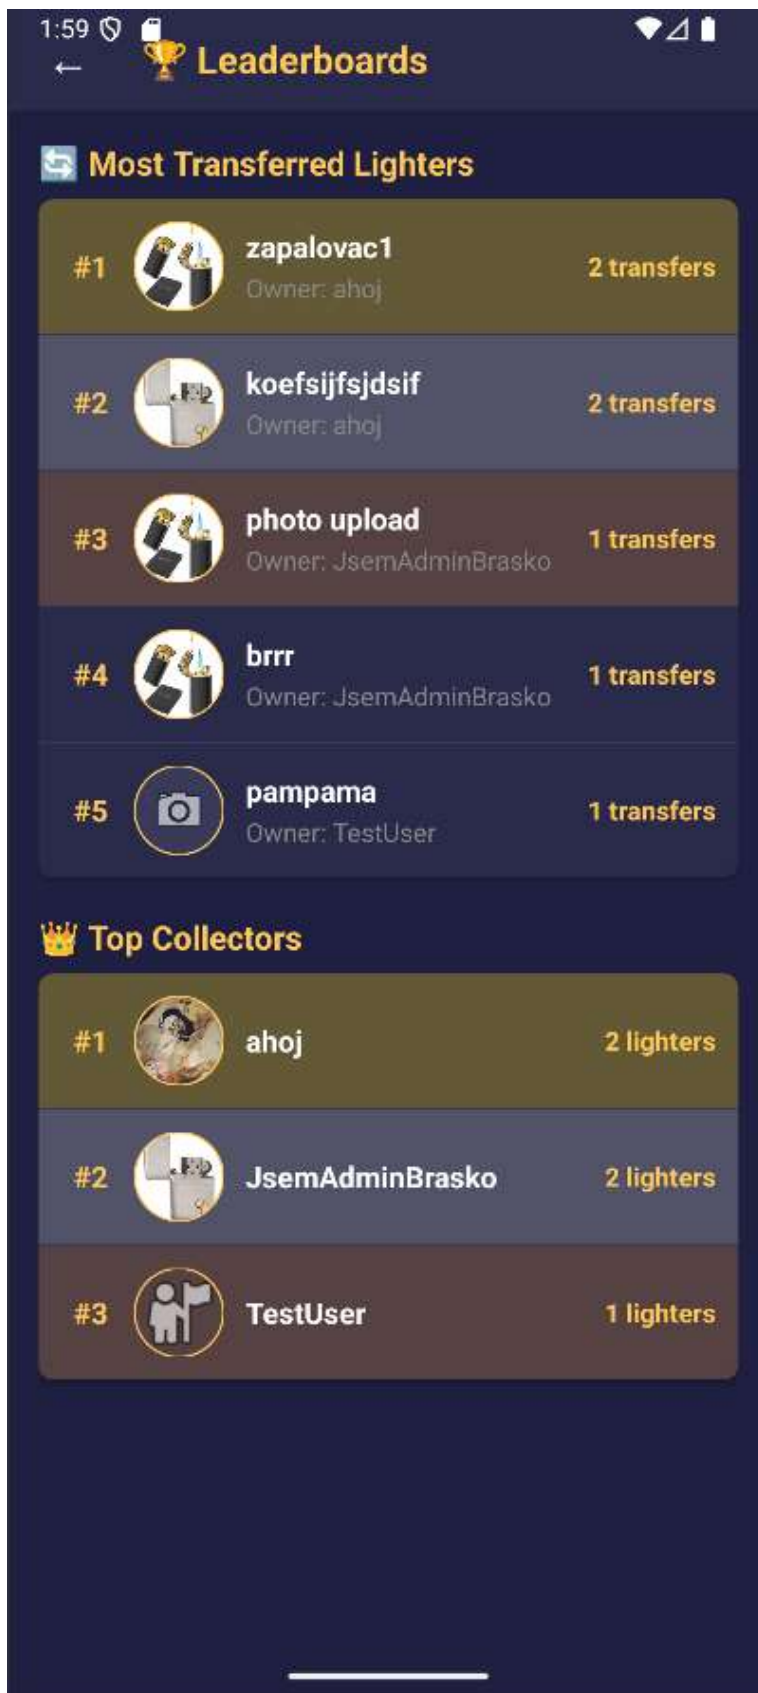 1:59
← 🏆 Leaderboards
🔄 Most Transferred Lighters
#1 zapalovac1 2 transfers
Owner: ahoj
#2 koefsijfsjdsif 2 transfers
Owner: ahoj
#3 photo upload 1 transfers
Owner: JsemAdminBrasko
#4 brrr 1 transfers
Owner: JsemAdminBrasko
#5 pampama 1 transfers
Owner: TestUser
👑 Top Collectors
#1 ahoj 2 lighters
#2 JsemAdminBrasko 2 lighters
#3 TestUser 1 lighters